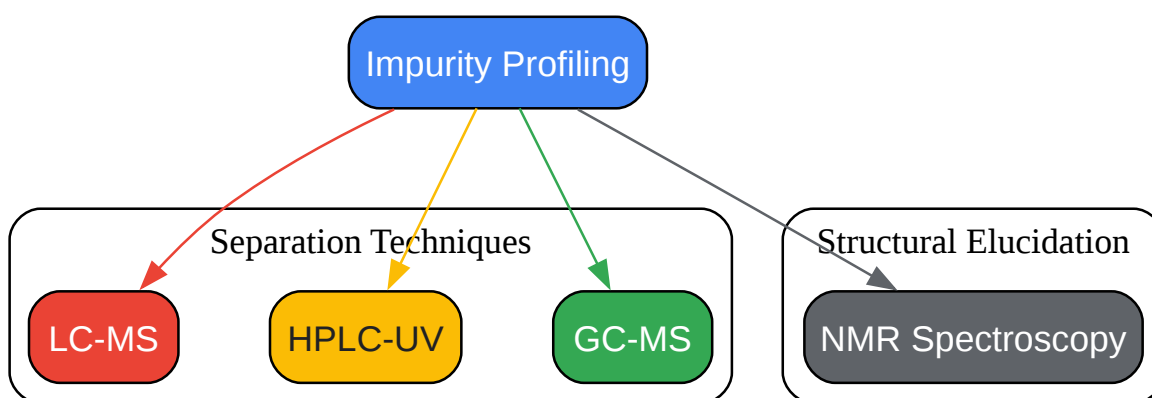 Impurity Profiling
Separation Techniques
Structural Elucidation
LC-MS
HPLC-UV
GC-MS
NMR Spectroscopy